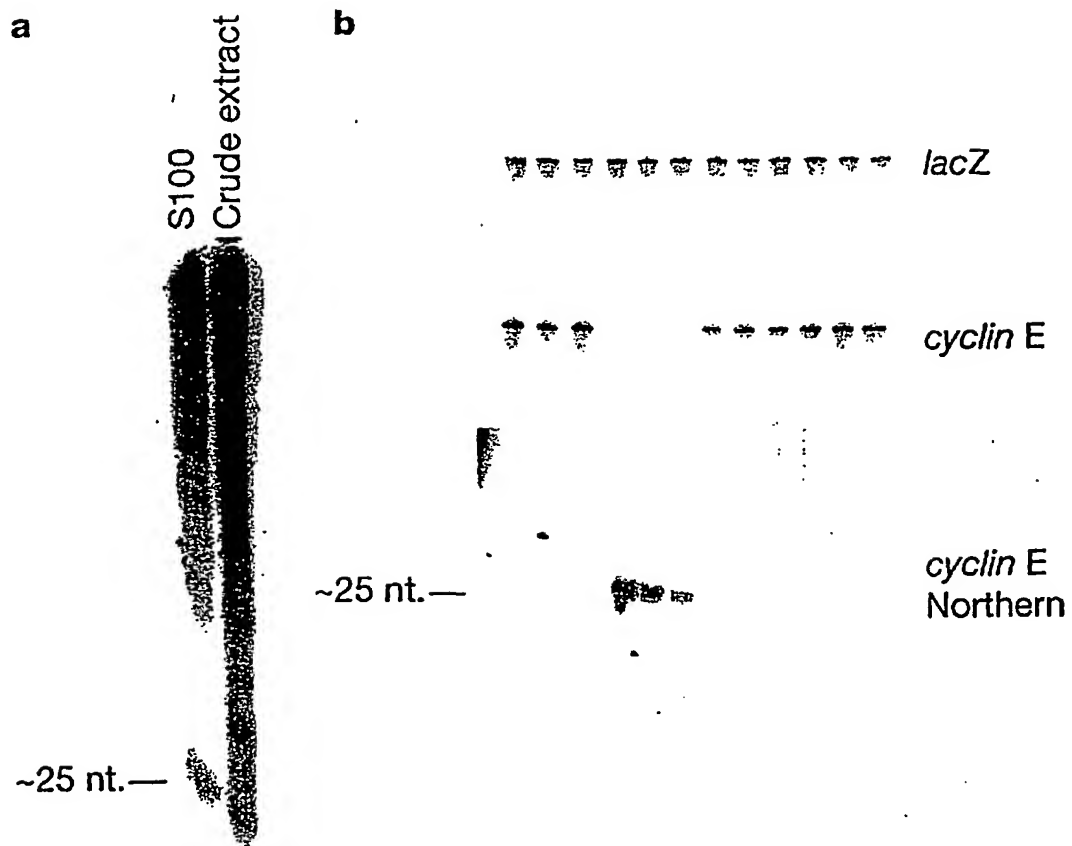 a
S100
Crude extract
~25 nt.
b
lacZ
cyclin E
~25 nt.
cyclin E
Northern